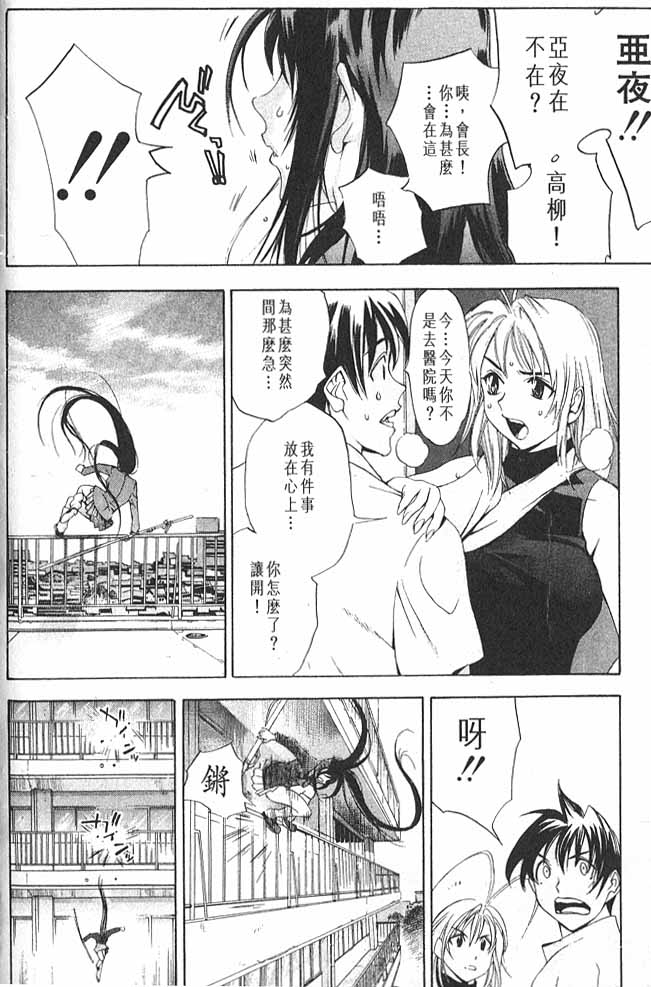 亞夜!!
亞夜在
不在？
。高柳！
咦，會長！
你…為甚麼
…會在這
唔唔…
!!
今…今天你不
是去醫院嗎？
為甚麼突然
間那麼急…
我有件事
放在心上…
你怎麼了？
讓開！
呀!!
鏘